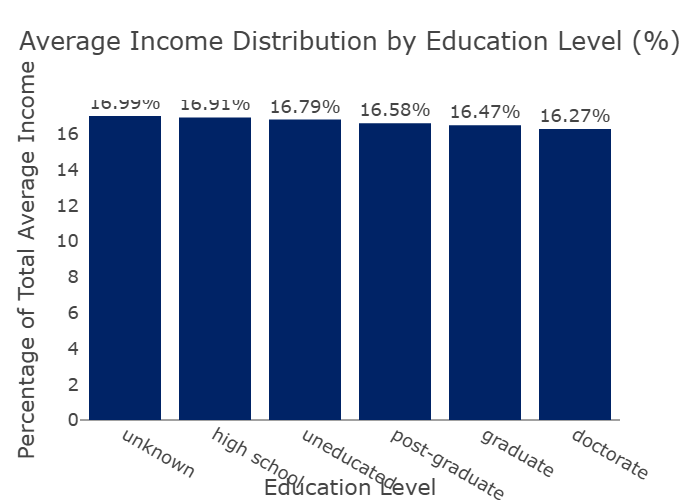 Average Income Distribution by Education Level (%)
Percentage of Total Average Income
16.99%
16.91%
16.79%
16.58%
16.47%
16.27%
16
14
12
10
8
6
4
2
0
unknown
high school
uneducated
post-graduate
graduate
doctorate
Education Level